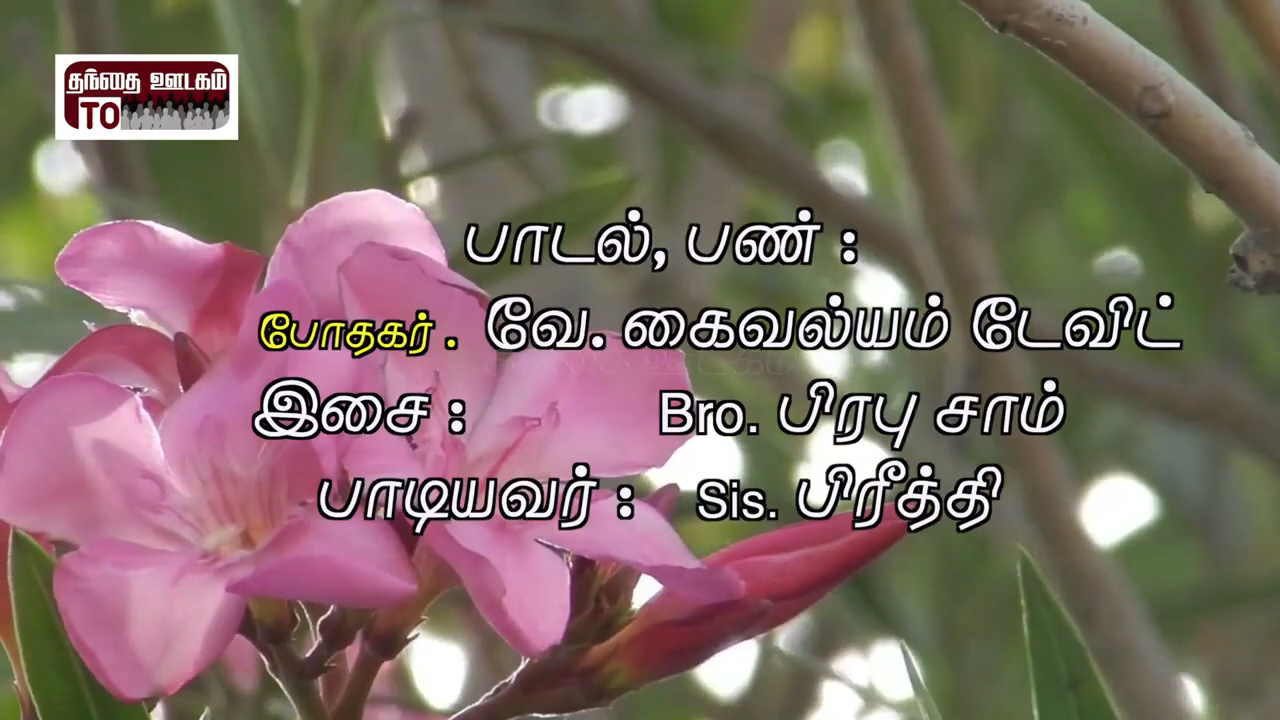 தந்தை ஊடகம்
TO
பாடல், பண் :
போதகர் . வே. கைவல்யம் டேவிட்
இசை : Bro. பிரபு சாம்
பாடியவர் : Sis. பிரீத்தி